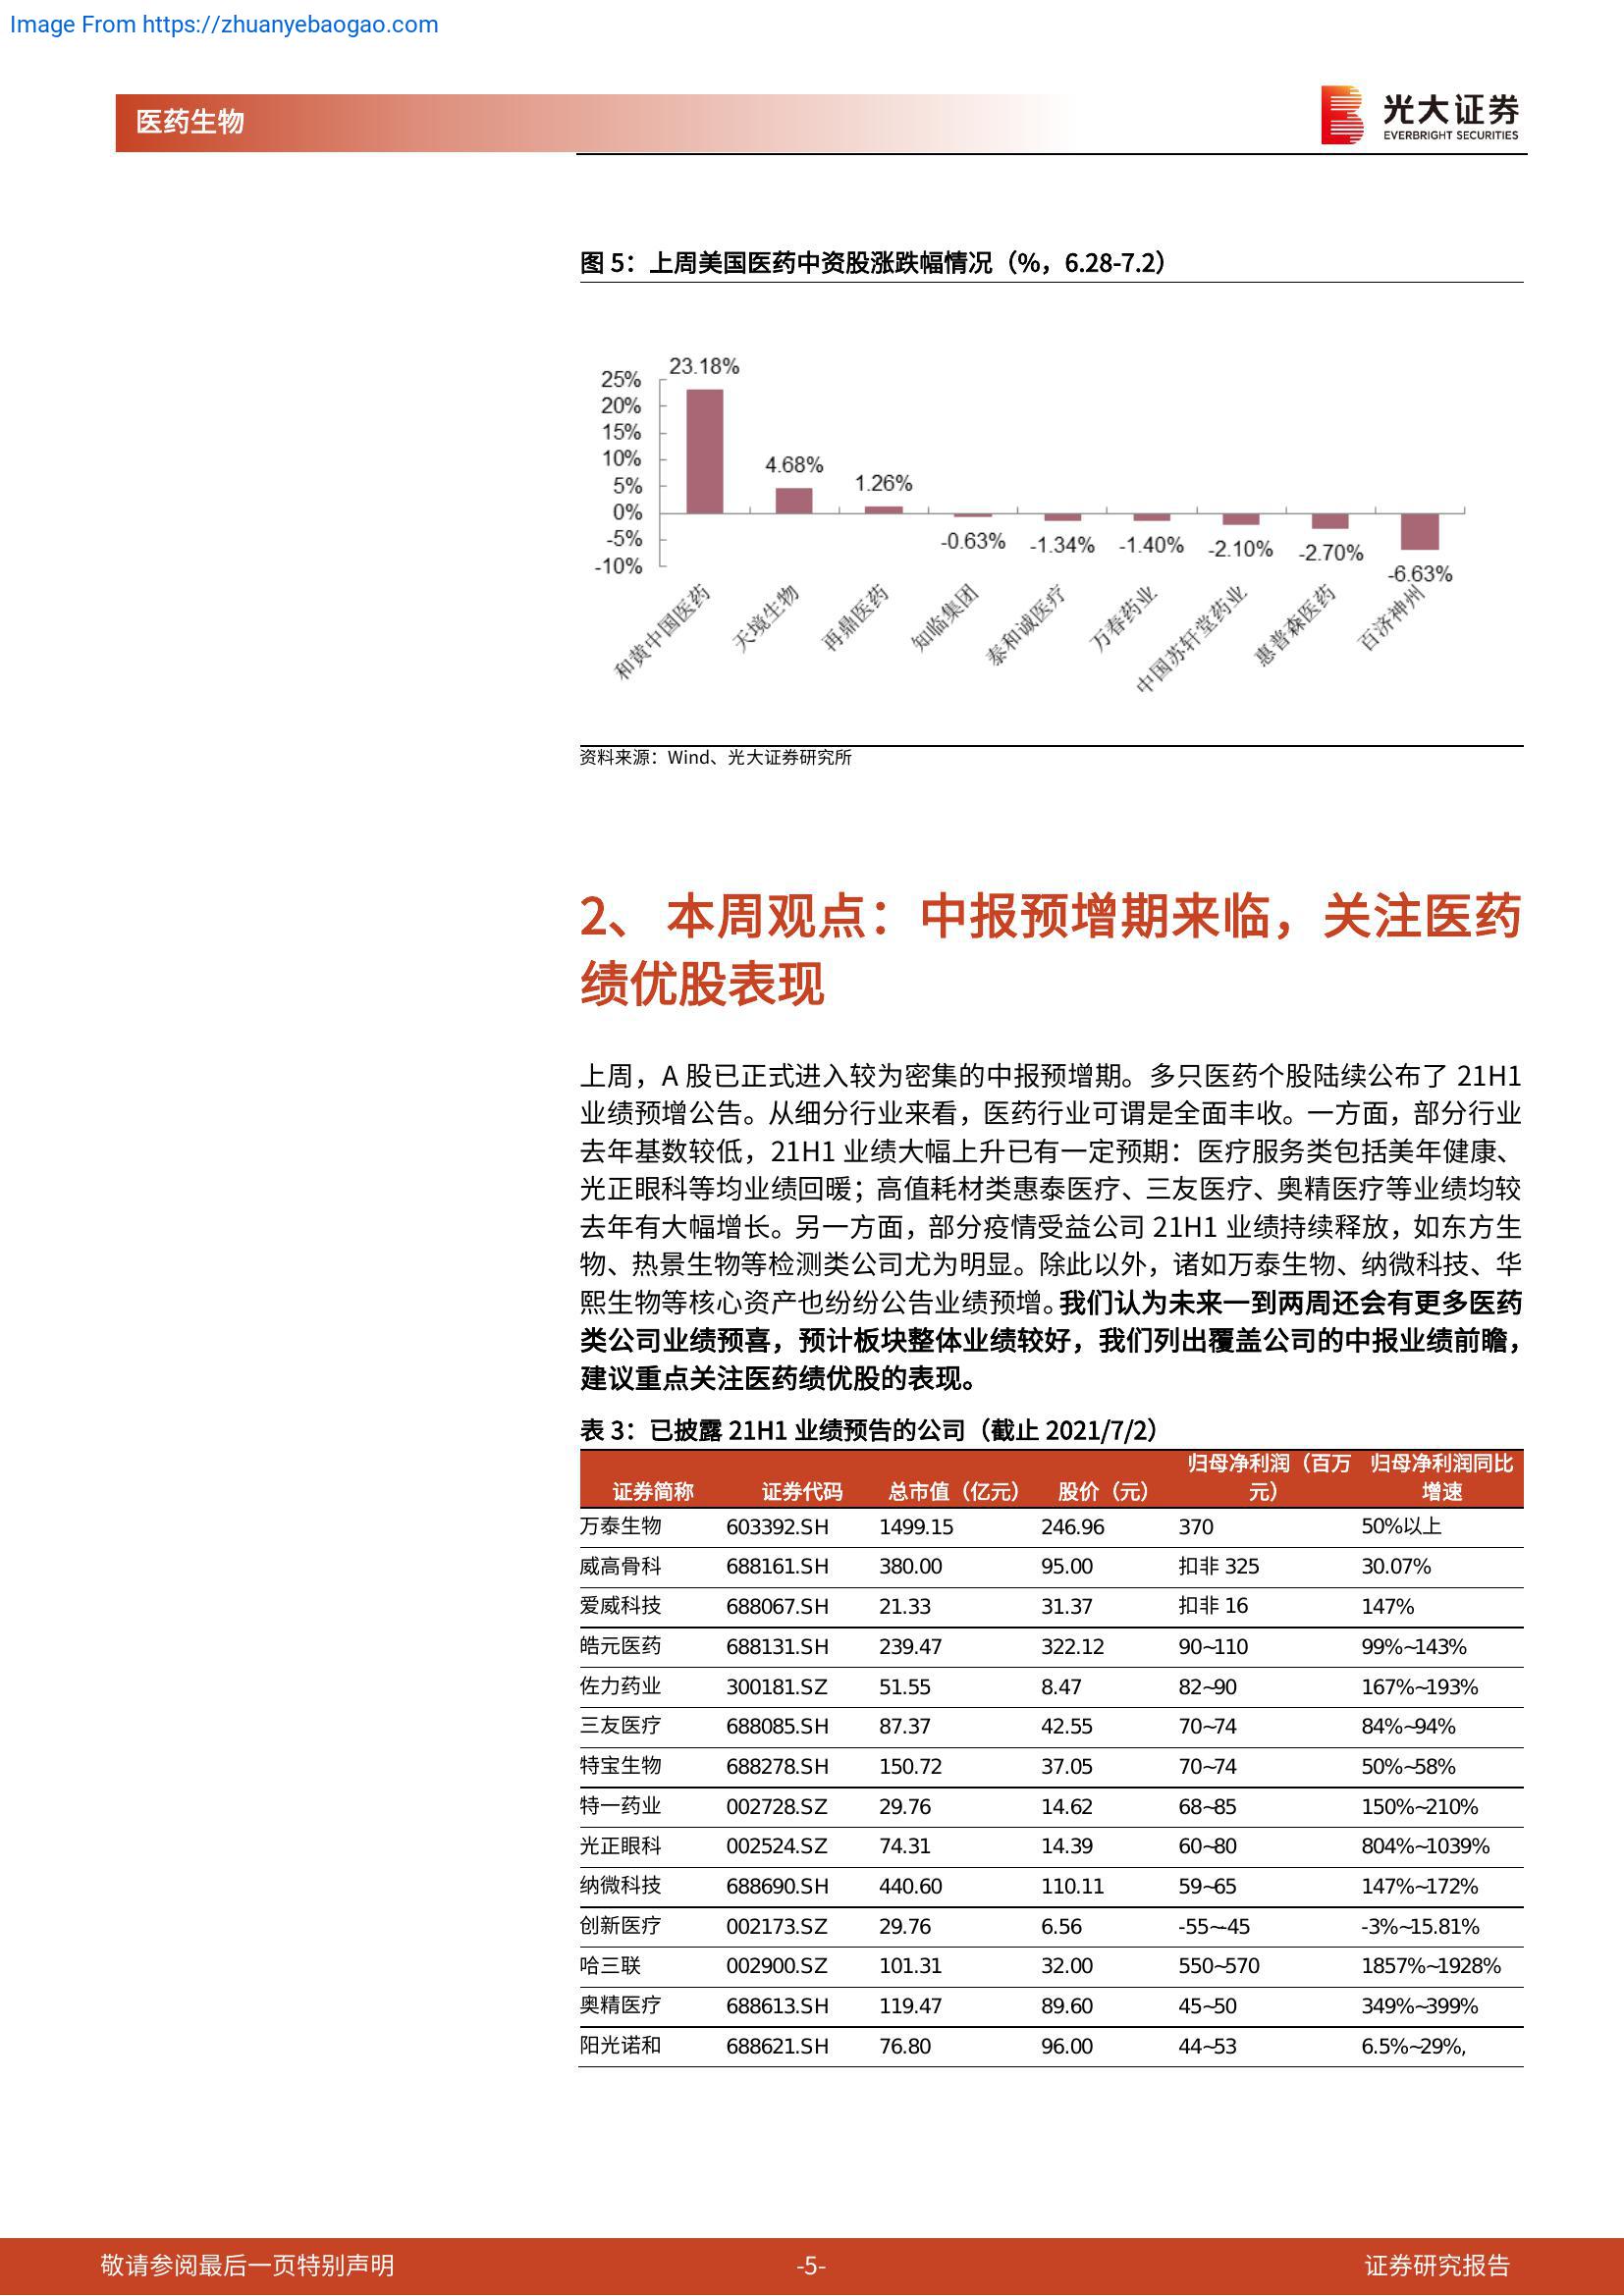 Image From https://zhuanyebaogao.com
医药生物
光大证券
EVERBRIGHT SECURITIES
图 5：上周美国医药中资股涨跌幅情况（%，6.28-7.2）
25%
20%
15%
10%
5%
0%
-5%
-10%
23.18%
4.68%
1.26%
-0.63%
-1.34%
-1.40%
-2.10%
-2.70%
-6.63%
和黄中国医药
天境生物
再鼎医药
知临集团
泰和诚医疗
万春药业
中国苏轩堂药业
惠普森医药
百济神州
资料来源：Wind、光大证券研究所
2、 本周观点：中报预增期来临，关注医药
绩优股表现
上周，A 股已正式进入较为密集的中报预增期。多只医药个股陆续公布了 21H1
业绩预增公告。从细分行业来看，医药行业可谓是全面丰收。一方面，部分行业
去年基数较低，21H1 业绩大幅上升已有一定预期：医疗服务类包括美年健康、
光正眼科等均业绩回暖；高值耗材类惠泰医疗、三友医疗、奥精医疗等业绩均较
去年有大幅增长。另一方面，部分疫情受益公司 21H1 业绩持续释放，如东方生
物、热景生物等检测类公司尤为明显。除此以外，诸如万泰生物、纳微科技、华
熙生物等核心资产也纷纷公告业绩预增。我们认为未来一到两周还会有更多医药
类公司业绩预喜，预计板块整体业绩较好，我们列出覆盖公司的中报业绩前瞻，
建议重点关注医药绩优股的表现。
表 3：已披露 21H1 业绩预告的公司（截止 2021/7/2）
证券简称 证券代码 总市值（亿元） 股价（元） 归母净利润（百万元） 归母净利润同比增速
万泰生物 603392.SH 1499.15 246.96 370 50%以上
威高骨科 688161.SH 380.00 95.00 扣非 325 30.07%
爱威科技 688067.SH 21.33 31.37 扣非 16 147%
皓元医药 688131.SH 239.47 322.12 90~110 99%~143%
佐力药业 300181.SZ 51.55 8.47 82~90 167%~193%
三友医疗 688085.SH 87.37 42.55 70~74 84%~94%
特宝生物 688278.SH 150.72 37.05 70~74 50%~58%
特一药业 002728.SZ 29.76 14.62 68~85 150%~210%
光正眼科 002524.SZ 74.31 14.39 60~80 804%~1039%
纳微科技 688690.SH 440.60 110.11 59~65 147%~172%
创新医疗 002173.SZ 29.76 6.56 -55~-45 -3%~15.81%
哈三联 002900.SZ 101.31 32.00 550~570 1857%~1928%
奥精医疗 688613.SH 119.47 89.60 45~50 349%~399%
阳光诺和 688621.SH 76.80 96.00 44~53 6.5%~29%,
敬请参阅最后一页特别声明
-5-
证券研究报告